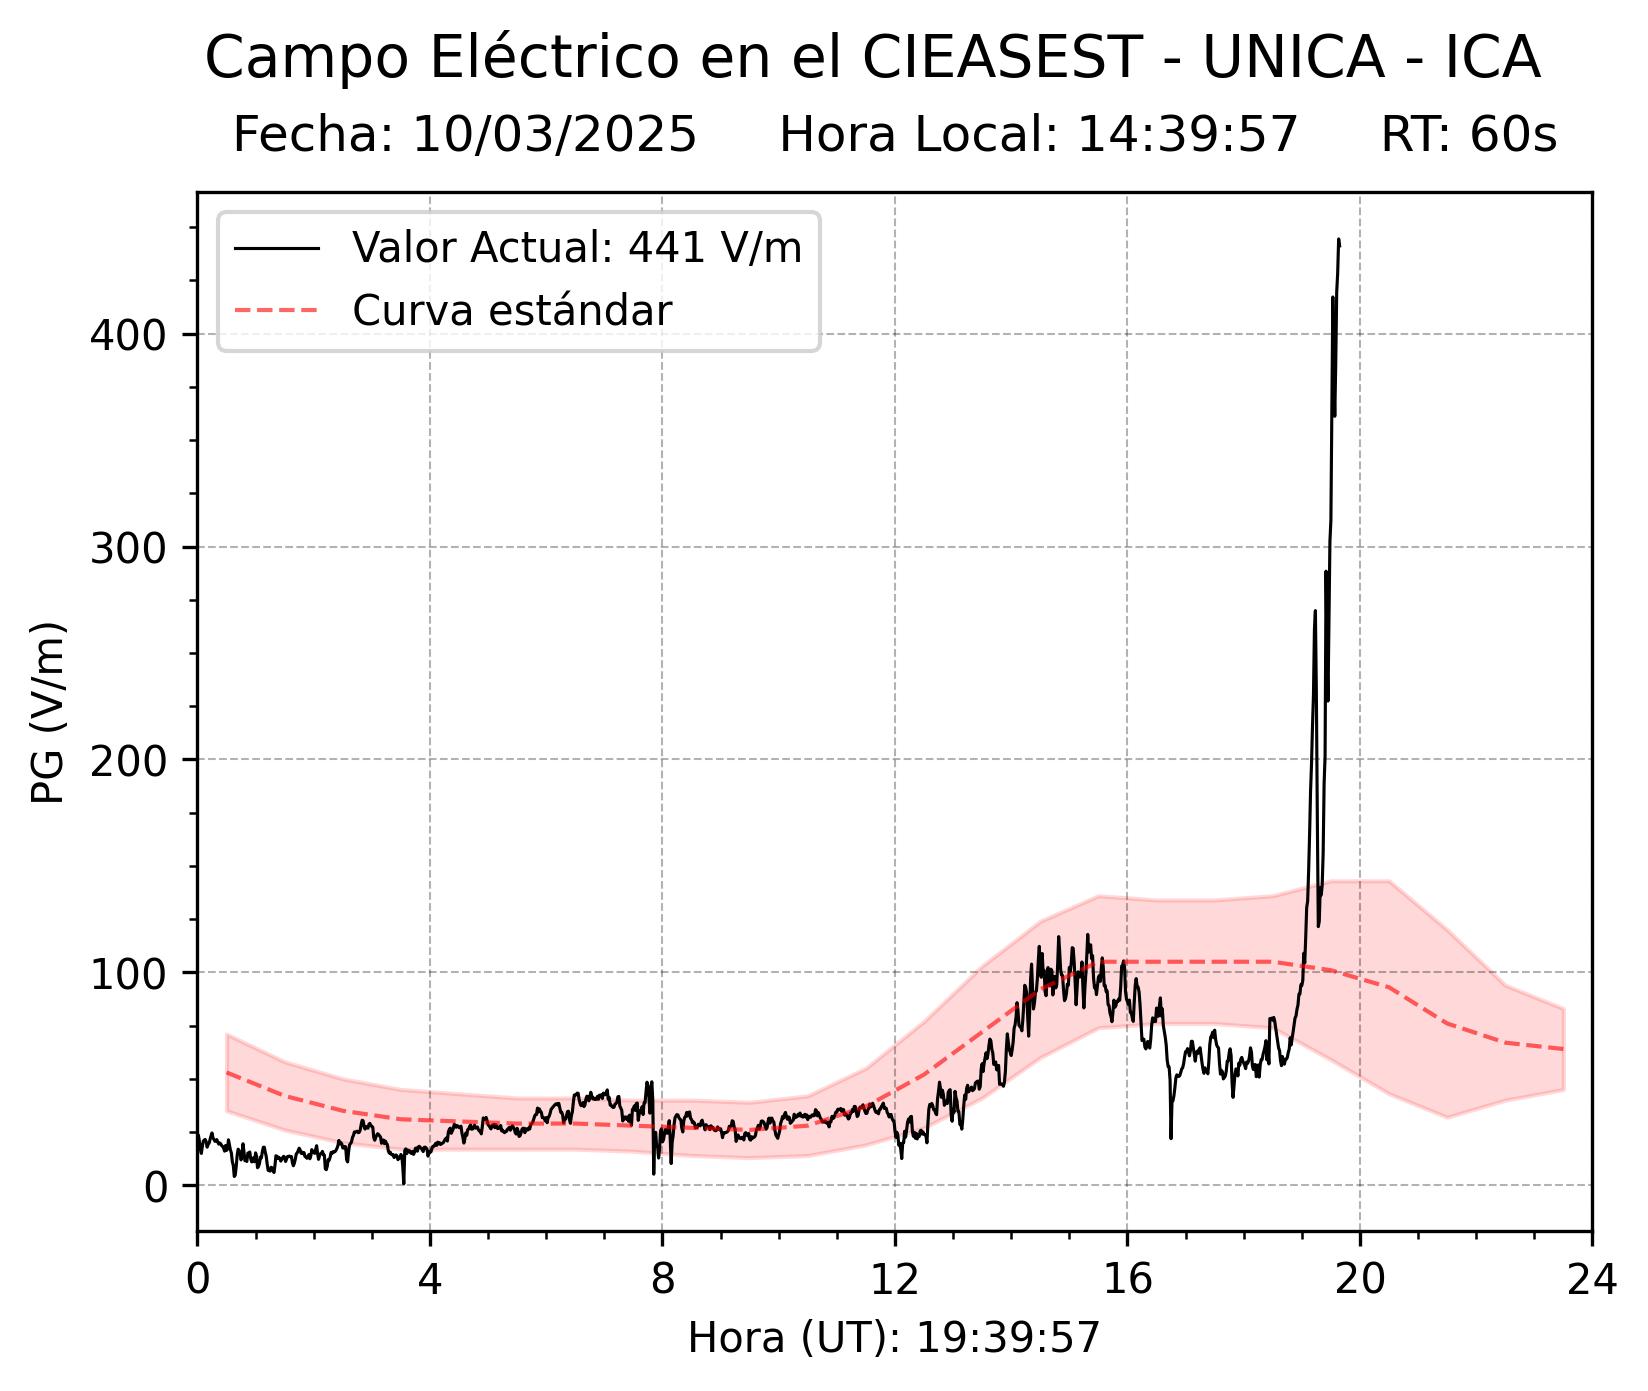 Campo Eléctrico en el CIEASEST - UNICA - ICA
Fecha: 10/03/2025 Hora Local: 14:39:57 RT: 60s
Valor Actual: 441 V/m
Curva estándar
400
300
200
100
0
PG (V/m)
0 4 8 12 16 20 24
Hora (UT): 19:39:57